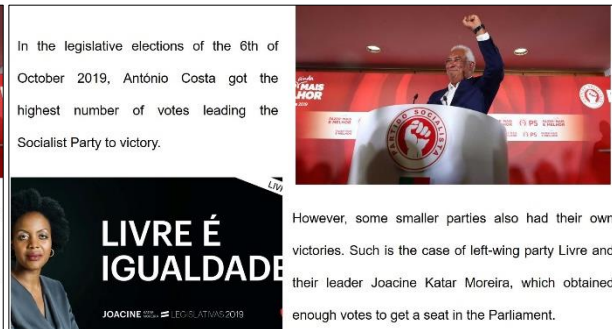 In the legislative elections of the 6th of
October 2019, António Costa got the
highest number of votes leading the
Socialist Party to victory.
MAIS
PARTIDO SOCIALISTA
PS
LIVRE É
IGUALDADE
JOACINE LEGISLATIVAS 2019
However, some smaller parties also had their own
victories. Such is the case of left-wing party Livre and
their leader Joacine Katar Moreira, which obtained
enough votes to get a seat in the Parliament.